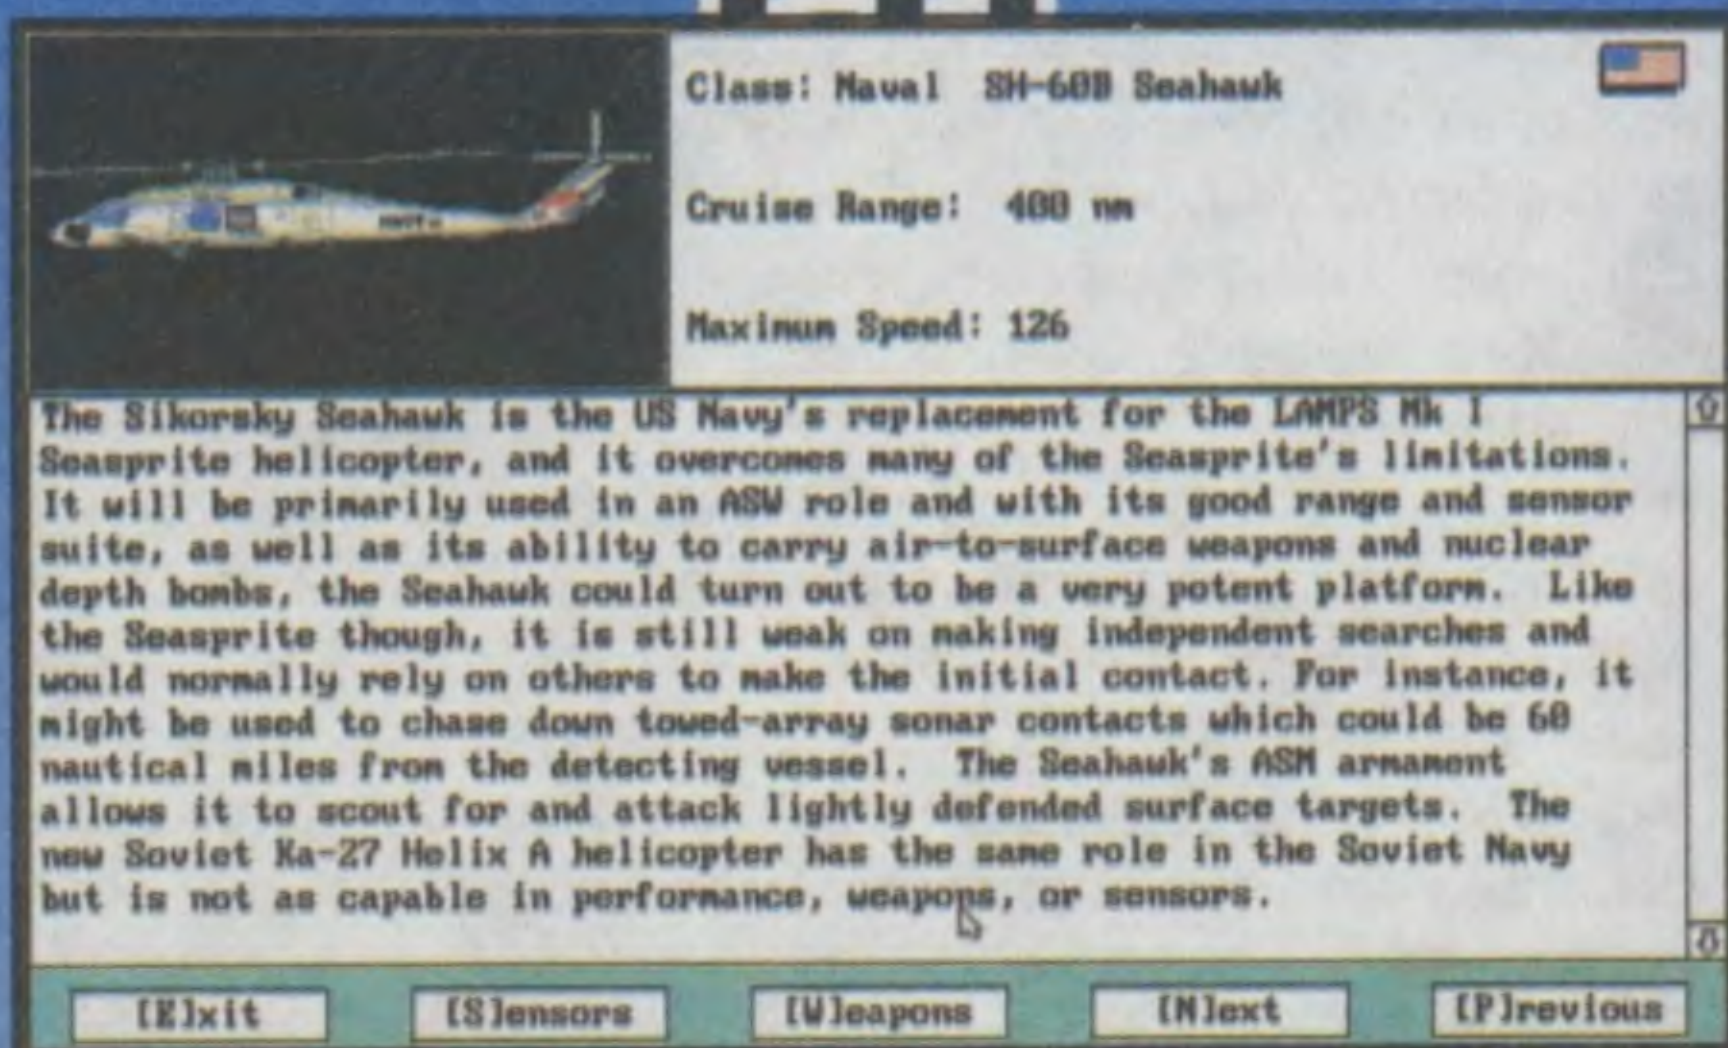 Class: Naval  SH-60B Seahawk
Cruise Range:  400 nm
Maximum Speed: 126
The Sikorsky Seahawk is the US Navy's replacement for the LAMPS Mk I
Seasprite helicopter, and it overcomes many of the Seasprite's limitations.
It will be primarily used in an ASW role and with its good range and sensor
suite, as well as its ability to carry air-to-surface weapons and nuclear
depth bombs, the Seahawk could turn out to be a very potent platform.  Like
the Seasprite though, it is still weak on making independent searches and
would normally rely on others to make the initial contact. For instance, it
might be used to chase down towed-array sonar contacts which could be 60
nautical miles from the detecting vessel.  The Seahawk's ASM armament
allows it to scout for and attack lightly defended surface targets.  The
new Soviet Ka-27 Helix A helicopter has the same role in the Soviet Navy
but is not as capable in performance, weapons, or sensors.
[E]xit [S]ensors [W]eapons [N]ext [P]revious